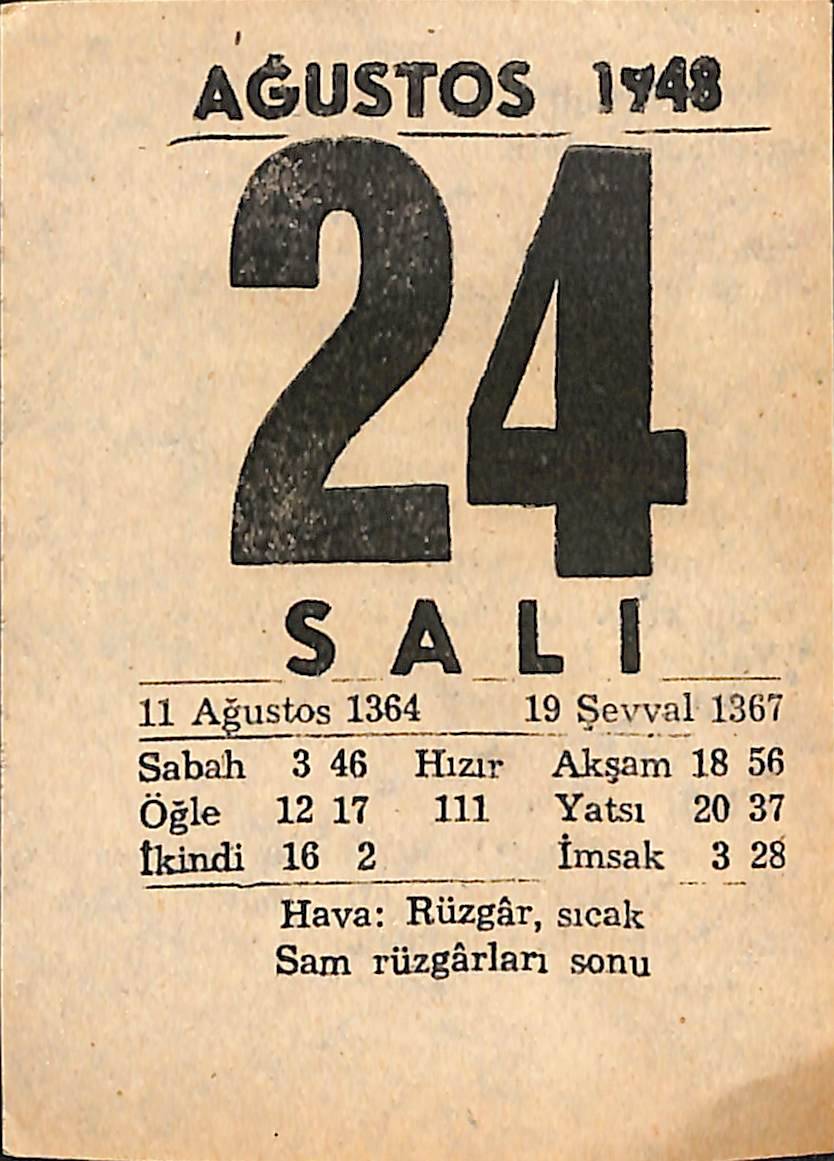 AĞUSTOS 1948
24
SALI
11 Ağustos 1364 19 Şevval 1367
Sabah 3 46 Hızır Akşam 18 56
Öğle 12 17 111 Yatsı 20 37
İkindi 16 2 İmsak 3 28
Hava: Rüzgâr, sıcak
Sam rüzgârları sonu